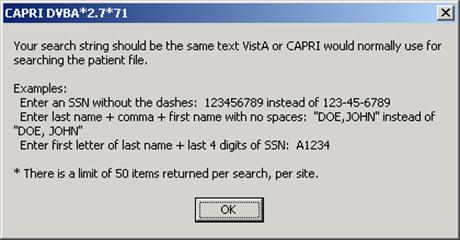 CAPRI DVBA*2.7*71
Your search string should be the same text VistA or CAPRI would normally use for
searching the patient file.
Examples:
Enter an SSN without the dashes:  123456789 instead of 123-45-6789
Enter last name + comma + first name with no spaces:  "DOE,JOHN" instead of
"DOE, JOHN"
Enter first letter of last name + last 4 digits of SSN:  A1234
* There is a limit of 50 items returned per search, per site.
OK